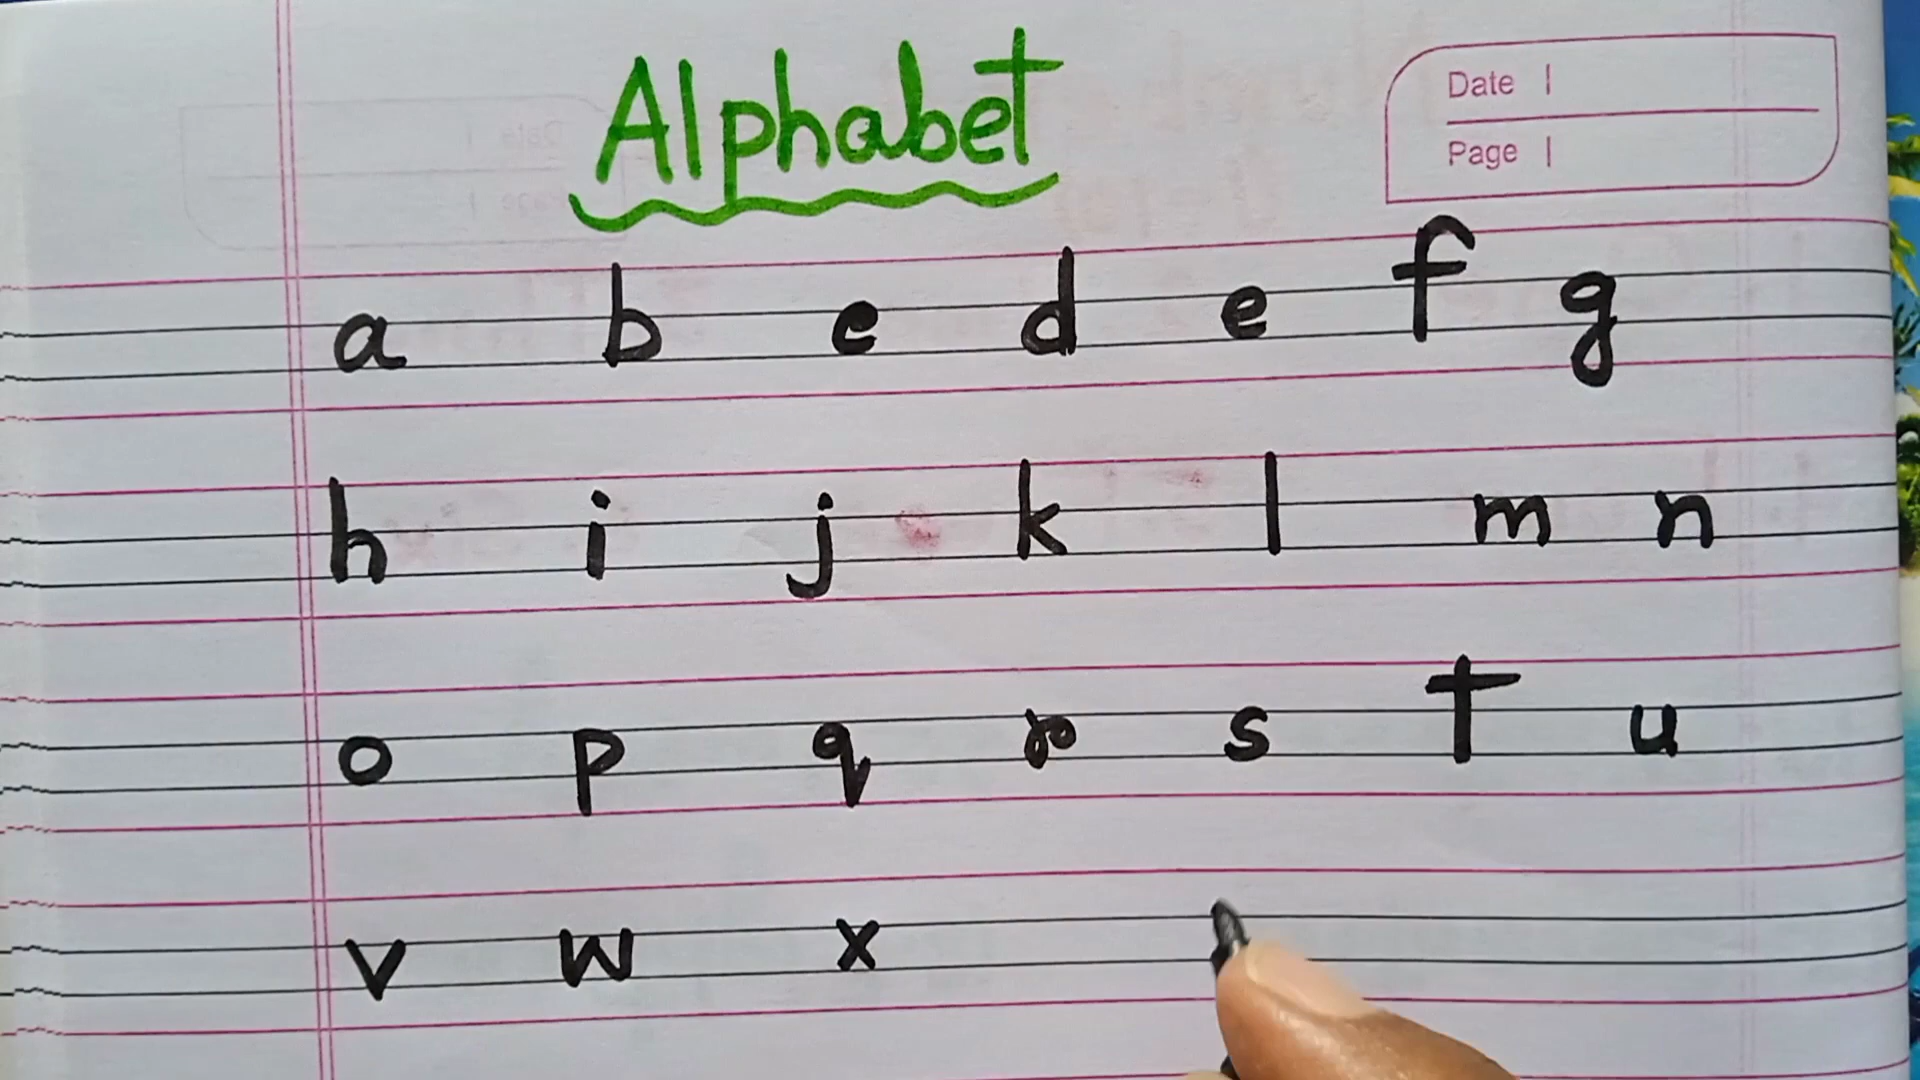 Alphabet
Date |
Page |
a b e d e f g
h i j k l m n
o p q r s t u
v w x